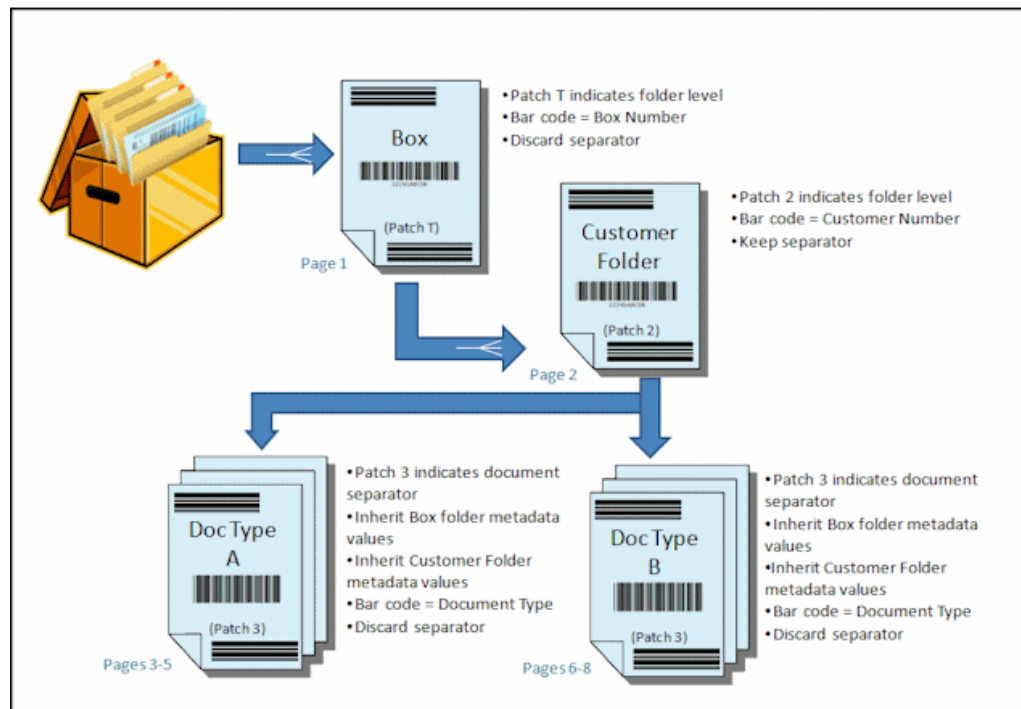 Box
(Patch T)
Page 1
•Patch T indicates folder level
•Bar code = Box Number
•Discard separator
Customer
Folder
(Patch 2)
Page 2
•Patch 2 indicates folder level
•Bar code = Customer Number
•Keep separator
Doc Type
A
(Patch 3)
Pages 3-5
•Patch 3 indicates document
separator
•Inherit Box folder metadata
values
•Inherit Customer Folder
metadata values
•Bar code = Document Type
•Discard separator
Doc Type
B
(Patch 3)
Pages 6-8
•Patch 3 indicates document
separator
•Inherit Box folder metadata
values
•Inherit Customer Folder
metadata values
•Bar code = Document Type
•Discard separator